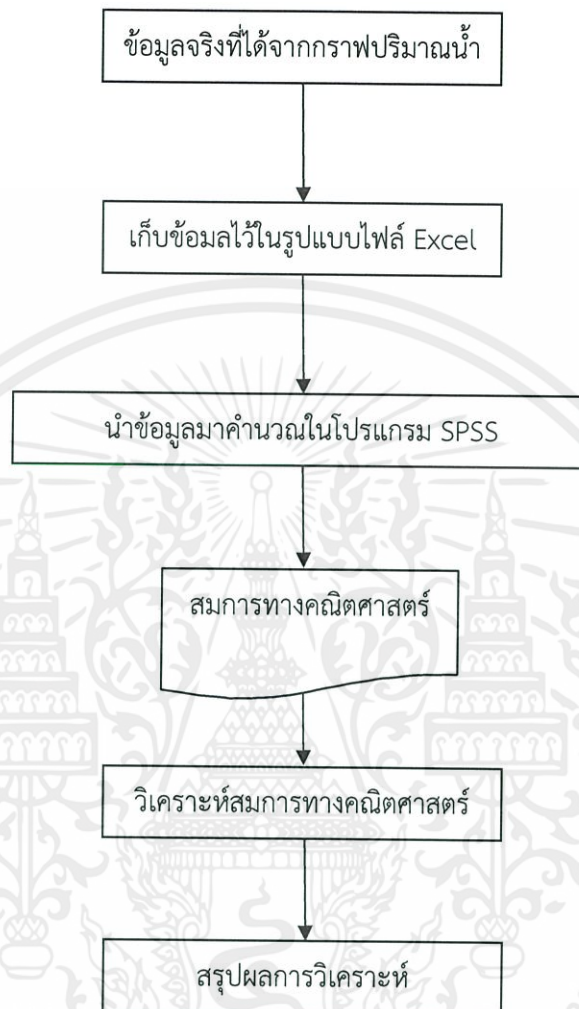 ข้อมูลจริงที่ได้จากกราฟปริมาณน้ำ
เก็บข้อมลไว้ในรูปแบบไฟล์ Excel
นำข้อมูลมาคำนวณในโปรแกรม SPSS
สมการทางคณิตศาสตร์
วิเคราะห์สมการทางคณิตศาสตร์
สรุปผลการวิเคราะห์